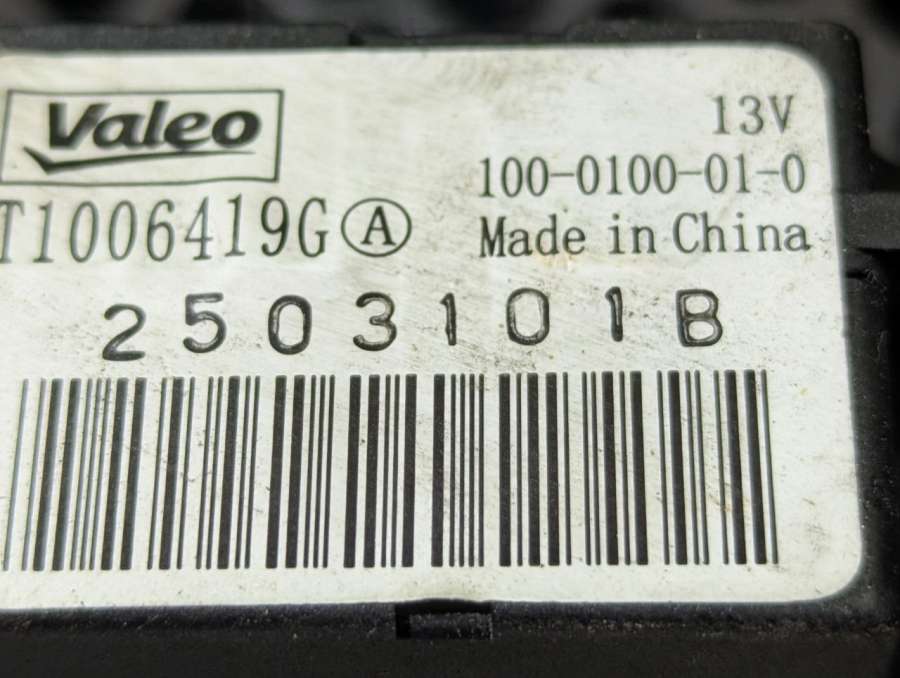 Valeo
13V
100-0100-01-0
T1006419G Ⓐ
Made in China
2503101B